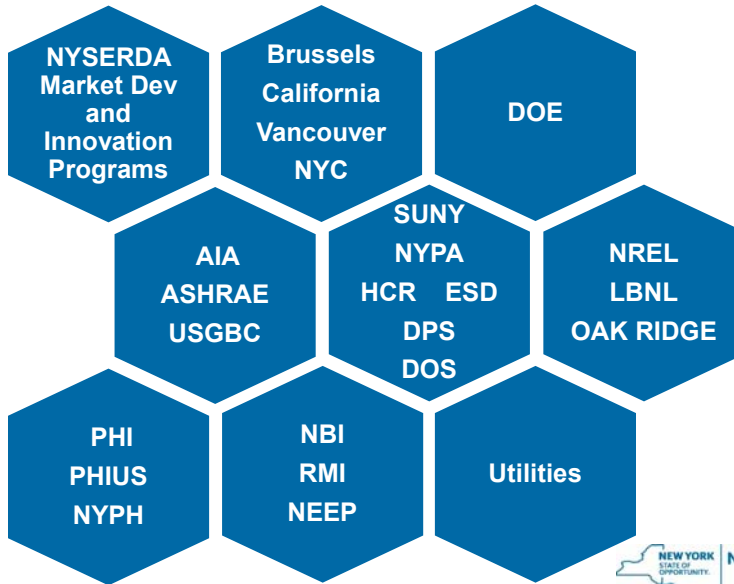 NYSERDA
Market Dev
and
Innovation
Programs
Brussels
California
Vancouver
NYC
DOE
AIA
ASHRAE
USGBC
SUNY
NYPA
HCR ESD
DPS
DOS
NREL
LBNL
OAK RIDGE
PHI
PHIUS
NYPH
NBI
RMI
NEEP
Utilities
NEW YORK
STATE OF
OPPORTUNITY.
N